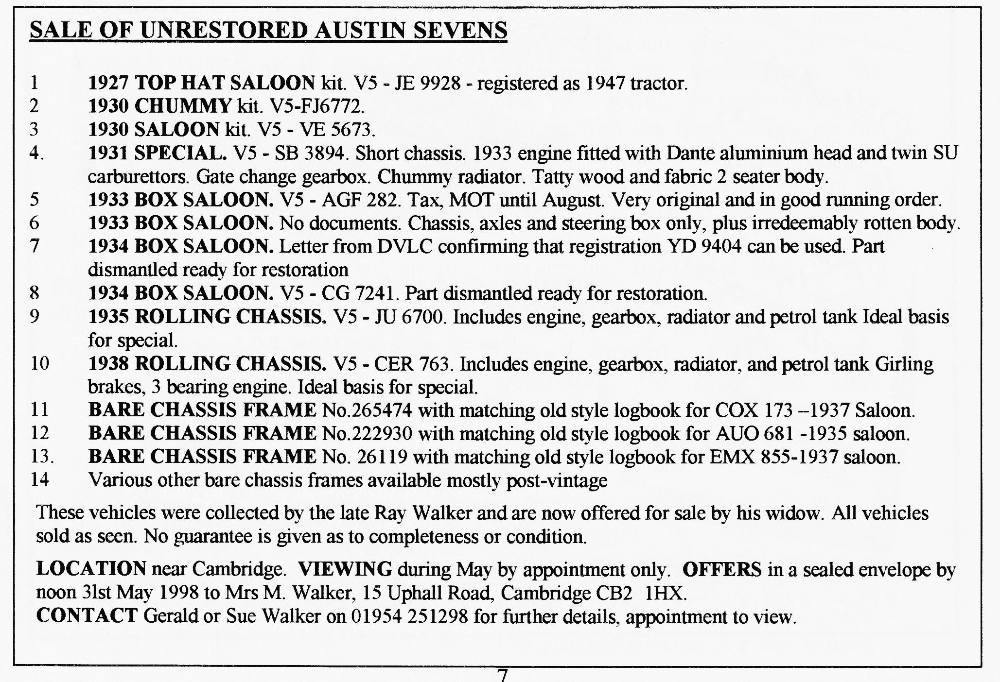 SALE OF UNRESTORED AUSTIN SEVENS
1 1927 TOP HAT SALOON kit. V5 - JE 9928 - registered as 1947 tractor.
2 1930 CHUMMY kit. V5-FJ6772.
3 1930 SALOON kit. V5 - VE 5673.
4. 1931 SPECIAL. V5 - SB 3894. Short chassis. 1933 engine fitted with Dante aluminium head and twin SU
carburettors. Gate change gearbox. Chummy radiator. Tatty wood and fabric 2 seater body.
5 1933 BOX SALOON. V5 - AGF 282. Tax, MOT until August. Very original and in good running order.
6 1933 BOX SALOON. No documents. Chassis, axles and steering box only, plus irredeemably rotten body.
7 1934 BOX SALOON. Letter from DVLC confirming that registration YD 9404 can be used. Part
dismantled ready for restoration
8 1934 BOX SALOON. V5 - CG 7241. Part dismantled ready for restoration.
9 1935 ROLLING CHASSIS. V5 - JU 6700. Includes engine, gearbox, radiator and petrol tank Ideal basis
for special.
10 1938 ROLLING CHASSIS. V5 - CER 763. Includes engine, gearbox, radiator, and petrol tank Girling
brakes, 3 bearing engine. Ideal basis for special.
11 BARE CHASSIS FRAME No.265474 with matching old style logbook for COX 173 –1937 Saloon.
12 BARE CHASSIS FRAME No.222930 with matching old style logbook for AUO 681 -1935 saloon.
13. BARE CHASSIS FRAME No. 26119 with matching old style logbook for EMX 855-1937 saloon.
14 Various other bare chassis frames available mostly post-vintage
These vehicles were collected by the late Ray Walker and are now offered for sale by his widow. All vehicles
sold as seen. No guarantee is given as to completeness or condition.
LOCATION near Cambridge. VIEWING during May by appointment only. OFFERS in a sealed envelope by
noon 31st May 1998 to Mrs M. Walker, 15 Uphall Road, Cambridge CB2 1HX.
CONTACT Gerald or Sue Walker on 01954 251298 for further details, appointment to view.
7